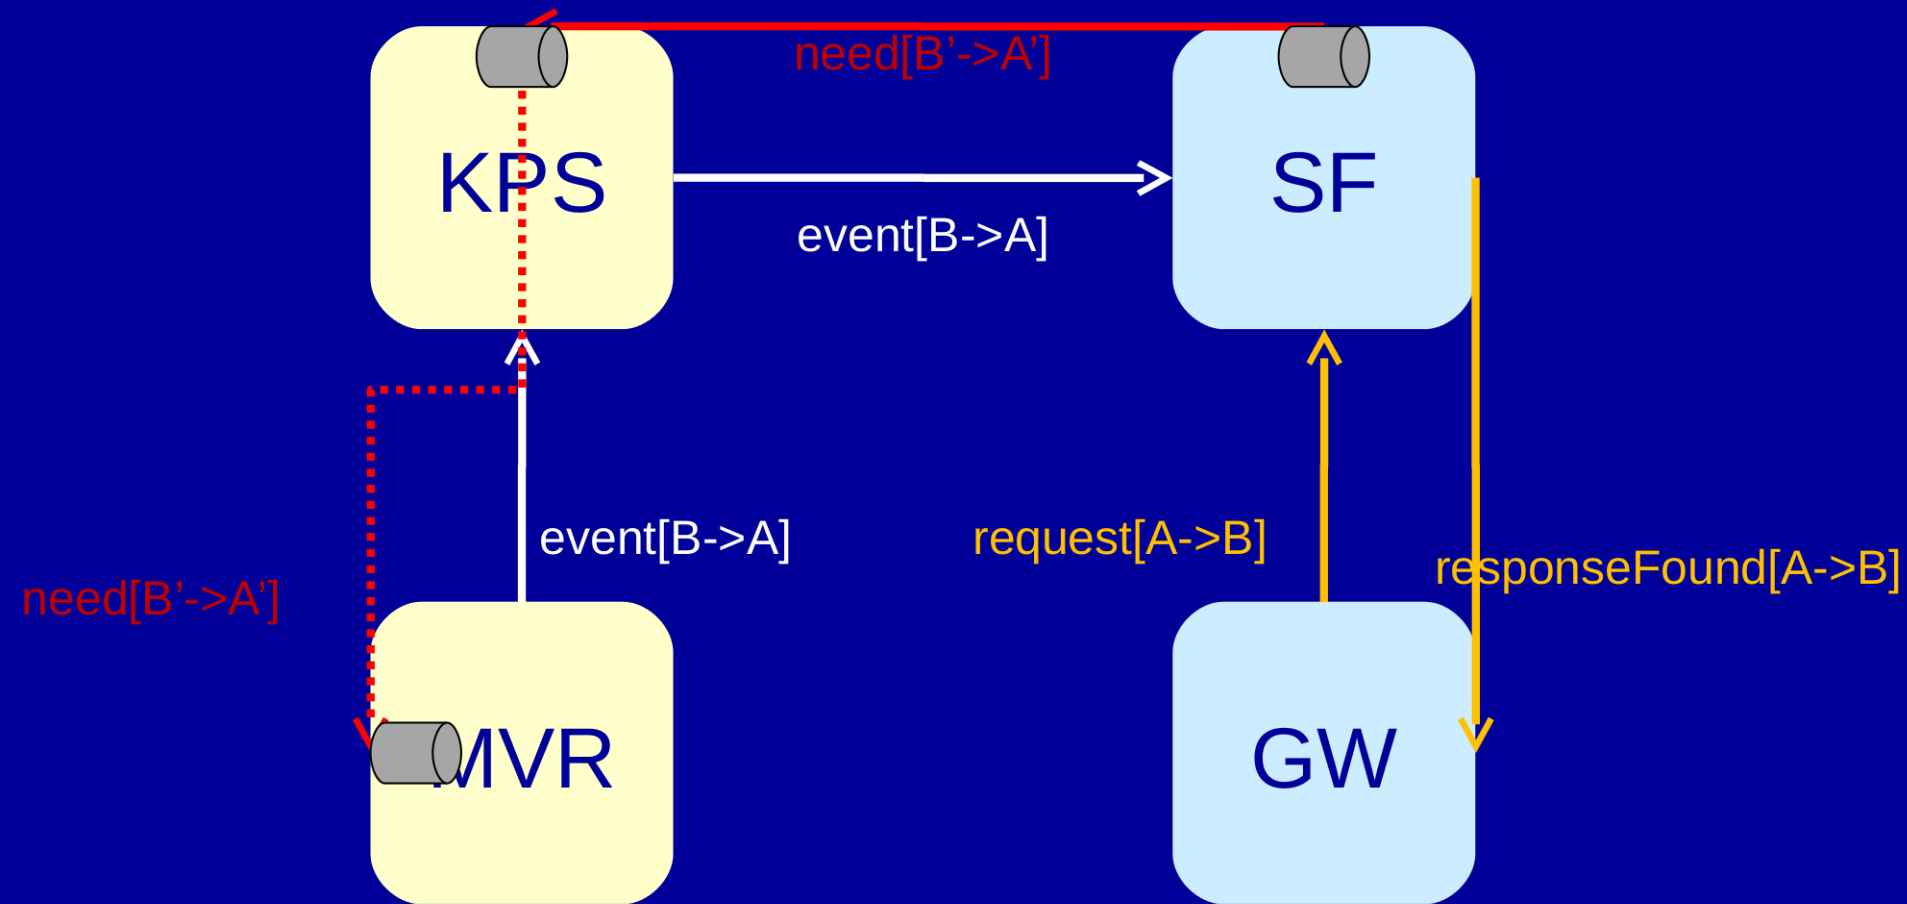 need[B’->A’]
KPS
SF
event[B->A]
event[B->A]
request[A->B]
responseFound[A->B]
need[B’->A’]
MVR
GW